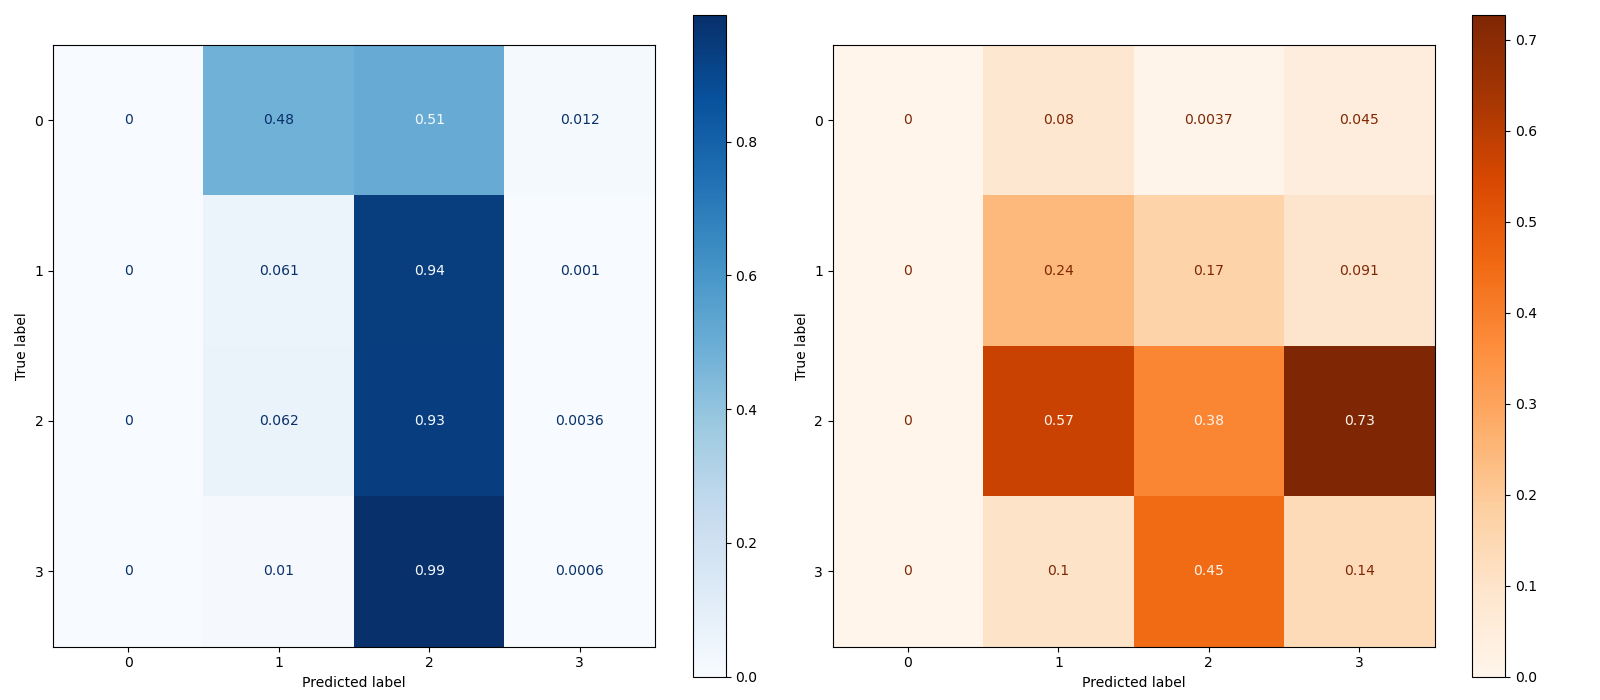 0 0 0.48 0.51 0.012
1 0 0.061 0.94 0.001
2 0 0.062 0.93 0.0036
3 0 0.01 0.99 0.0006
0 1 2 3
True label
Predicted label
0.8
0.6
0.4
0.2
0.0
0 0 0.08 0.0037 0.045
1 0 0.24 0.17 0.091
2 0 0.57 0.38 0.73
3 0 0.1 0.45 0.14
0 1 2 3
True label
Predicted label
0.7
0.6
0.5
0.4
0.3
0.2
0.1
0.0